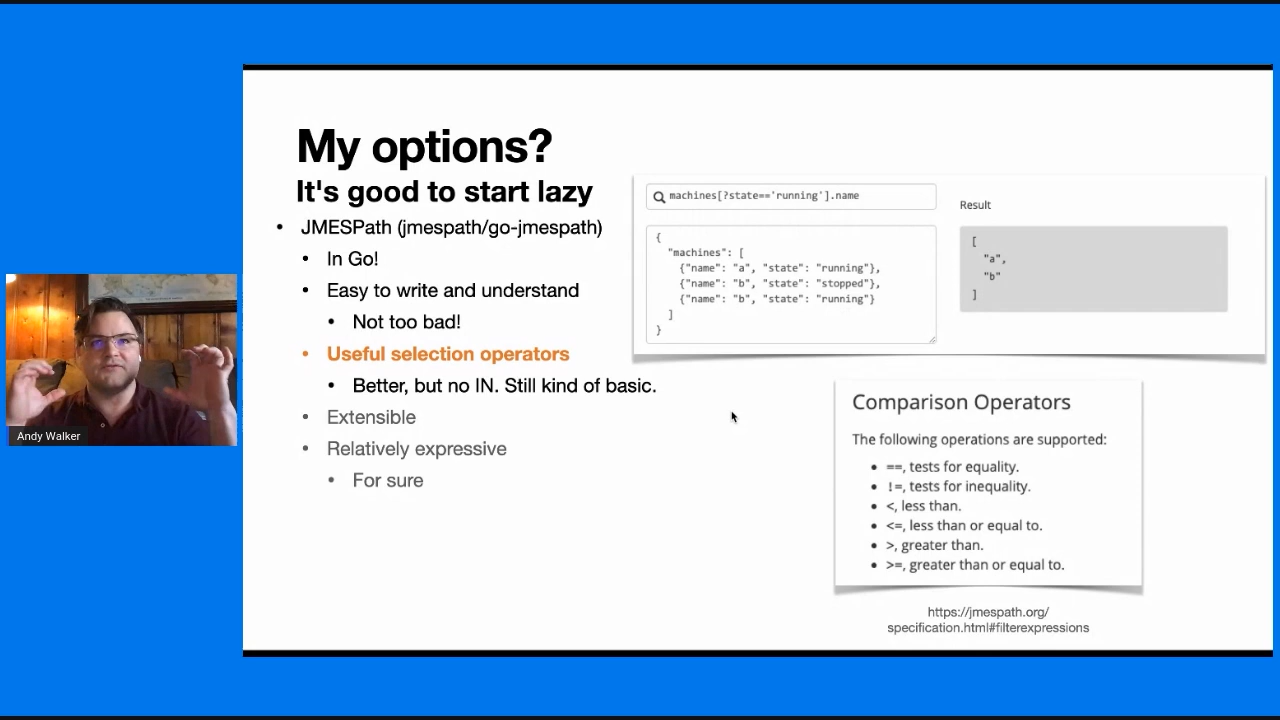 My options?
It's good to start lazy
• JMESPath (jmespath/go-jmespath)
• In Go!
• Easy to write and understand
• Not too bad!
• Useful selection operators
• Better, but no IN. Still kind of basic.
• Extensible
• Relatively expressive
• For sure
machines[?state=='running'].name
{
"machines": [
{"name": "a", "state": "running"},
{"name": "b", "state": "stopped"},
{"name": "b", "state": "running"}
]
}
Result
[
"a",
"b"
]
Comparison Operators
The following operations are supported:
• ==, tests for equality.
• !=, tests for inequality.
• <, less than.
• <=, less than or equal to.
• >, greater than.
• >=, greater than or equal to.
https://jmespath.org/
specification.html#filterexpressions
Andy Walker